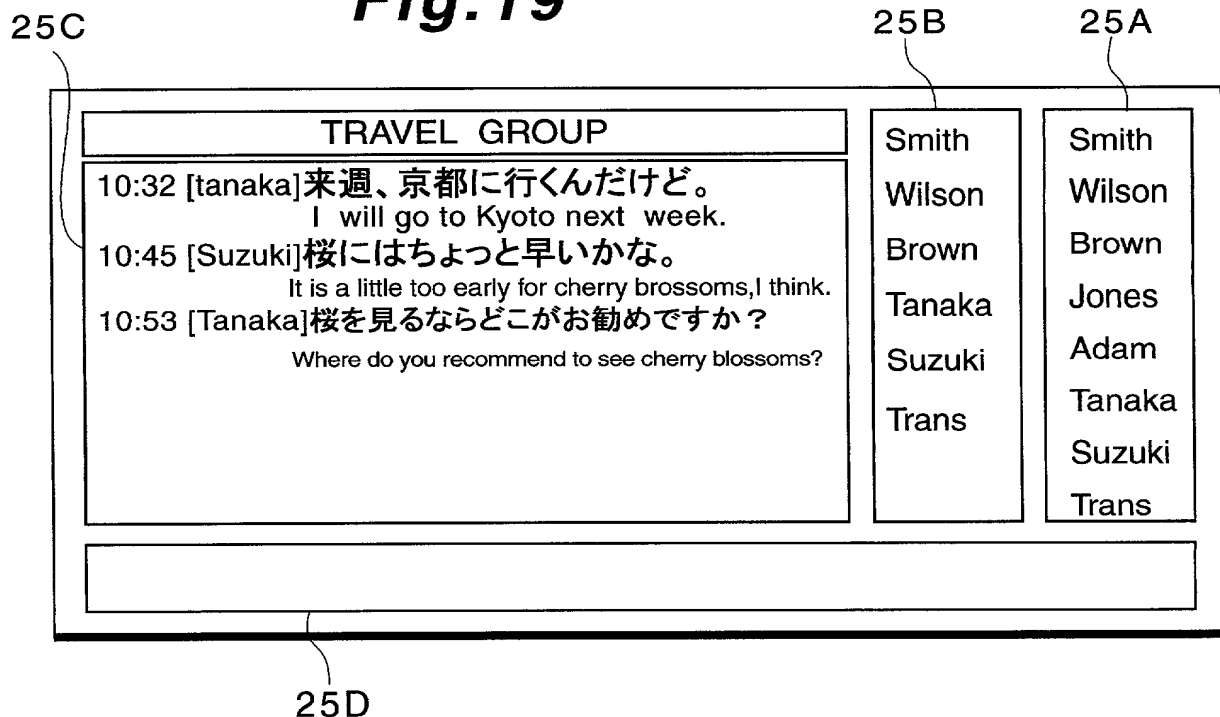 Fig.19
25C
25B
25A
TRAVEL GROUP
10:32 [tanaka]来週、京都に行くんだけど。
I will go to Kyoto next week.
10:45 [Suzuki]桜にはちょっと早いかな。
It is a little too early for cherry brossoms,I think.
10:53 [Tanaka]桜を見るならどこがお勧めですか？
Where do you recommend to see cherry blossoms?
Smith
Wilson
Brown
Tanaka
Suzuki
Trans
Smith
Wilson
Brown
Jones
Adam
Tanaka
Suzuki
Trans
25D